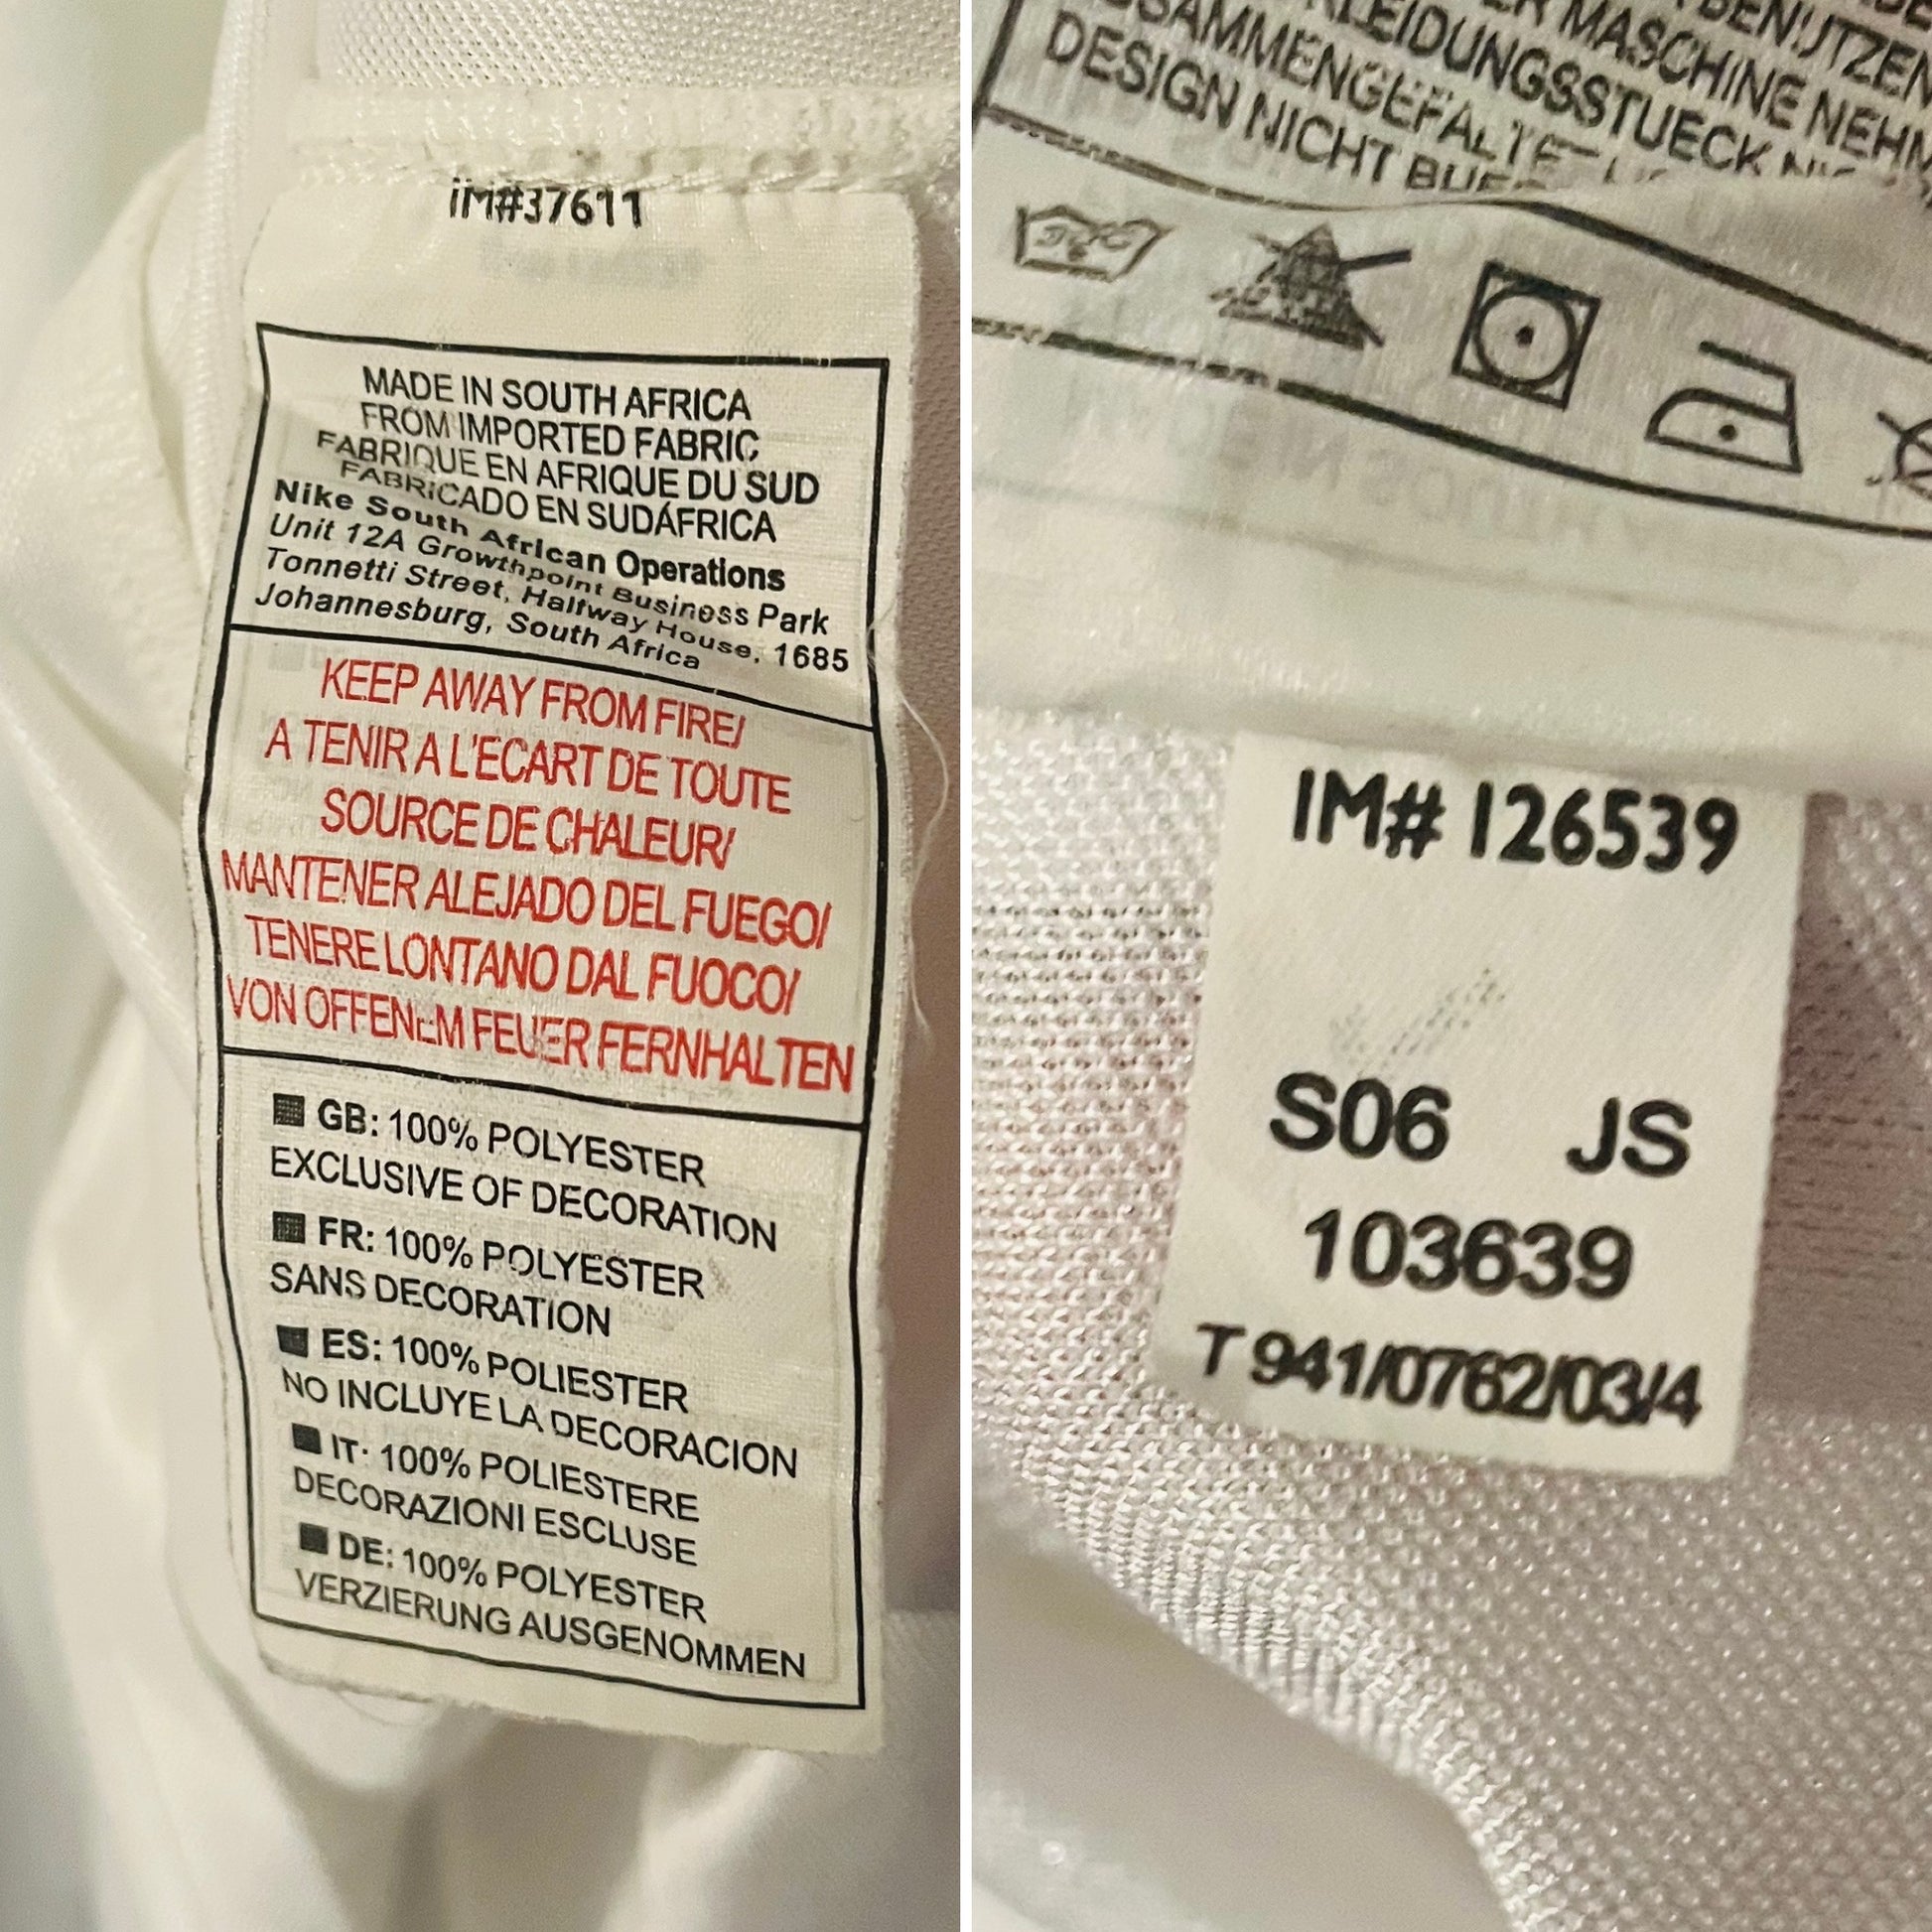 IM#37611
MADE IN SOUTH AFRICA
FROM IMPORTED FABRIC
FABRIQUE EN AFRIQUE DU SUD
FABRICADO EN SUDÁFRICA
Nike South African Operations
Unit 12A Growthpoint Business Park
Tonnetti Street, Halfway House, 1685
Johannesburg, South Africa
KEEP AWAY FROM FIRE/
A TENIR A L'ECART DE TOUTE
SOURCE DE CHALEUR/
MANTENER ALEJADO DEL FUEGO/
TENERE LONTANO DAL FUOCO/
VON OFFENEM FEUER FERNHALTEN
GB: 100% POLYESTER
EXCLUSIVE OF DECORATION
FR: 100% POLYESTER
SANS DECORATION
ES: 100% POLIESTER
NO INCLUYE LA DECORACION
IT: 100% POLIESTERE
DECORAZIONI ESCLUSE
DE: 100% POLYESTER
VERZIERUNG AUSGENOMMEN
BENUTZEN
MASCHINE NEHM
KLEIDUNGSSTUECK
SAMMENGEFALTE
DESIGN NICHT
IM# 126539
S06 JS
103639
T 941/0762/03/4